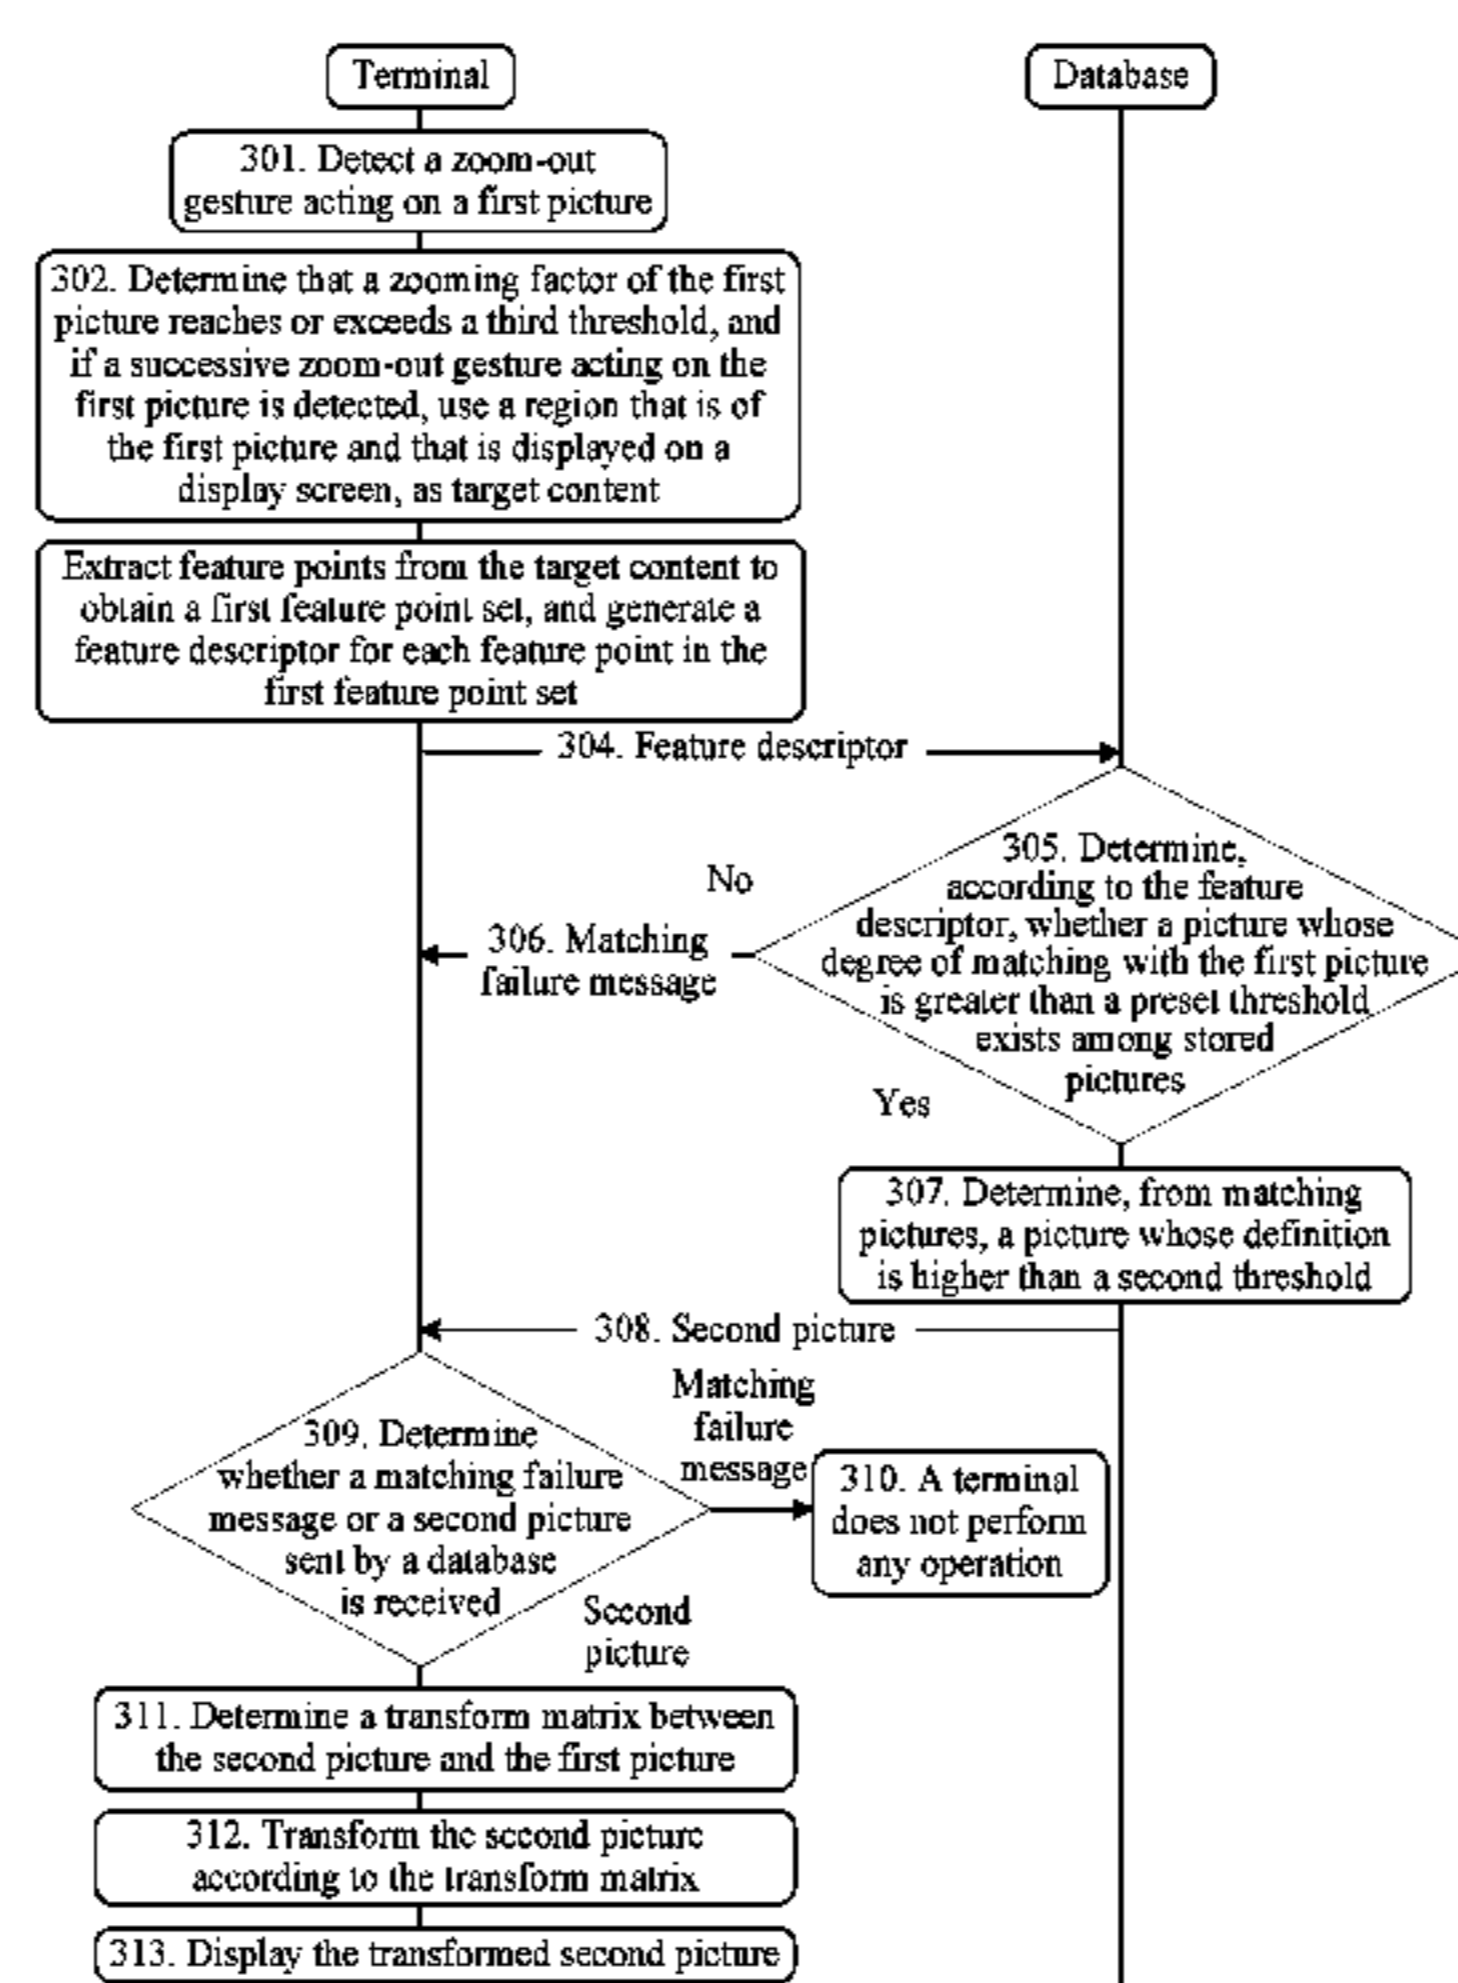 Terminal
Database
301. Detect a zoom-out
gesture acting on a first picture
302. Determine that a zooming factor of the first
picture reaches or exceeds a third threshold, and
if a successive zoom-out gesture acting on the
first picture is detected, use a region that is of
the first picture and that is displayed on a
display screen, as target content
Extract feature points from the target content to
obtain a first feature point set, and generate a
feature descriptor for each feature point in the
first feature point set
304. Feature descriptor
305. Determine,
according to the feature
descriptor, whether a picture whose
degree of matching with the first picture
is greater than a preset threshold
exists among stored
pictures
No
306. Matching
failure message
Yes
307. Determine, from matching
pictures, a picture whose definition
is higher than a second threshold
308. Second picture
309. Determine
whether a matching failure
message or a second picture
sent by a database
is received
Matching
failure
message
310. A terminal
does not perform
any operation
Second
picture
311. Determine a transform matrix between
the second picture and the first picture
312. Transform the second picture
according to the transform matrix
313. Display the transformed second picture